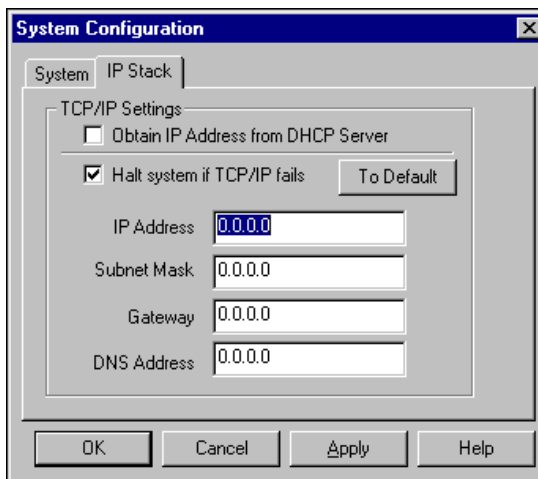 System Configuration
System
IP Stack
TCP/IP Settings
Obtain IP Address from DHCP Server
Halt system if TCP/IP fails
To Default
IP Address 0.0.0.0
Subnet Mask 0.0.0.0
Gateway 0.0.0.0
DNS Address 0.0.0.0
OK Cancel Apply Help